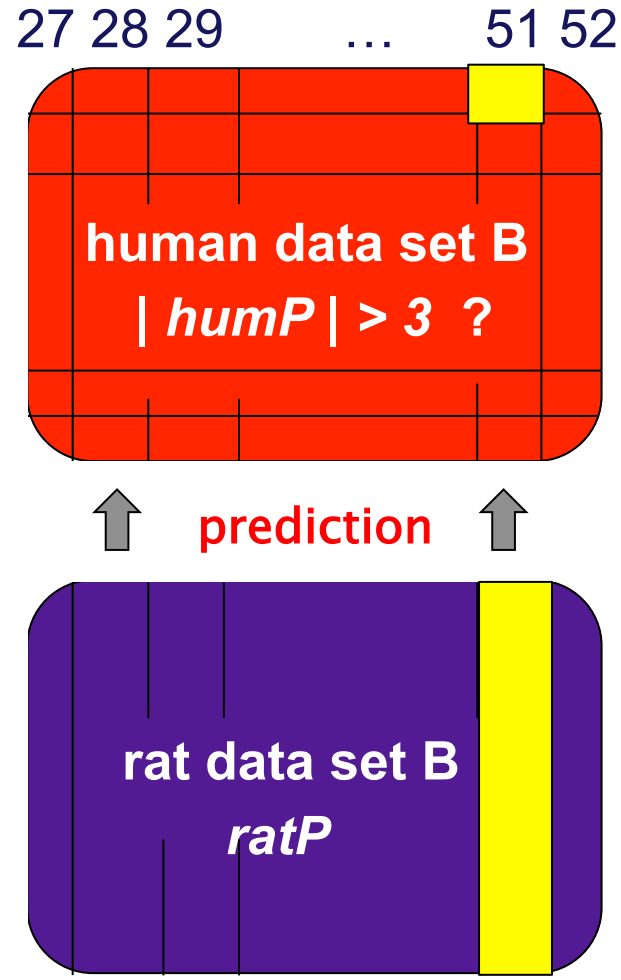 27 28 29 … 51 52
human data set B
| humP | > 3 ?
prediction
rat data set B
ratP